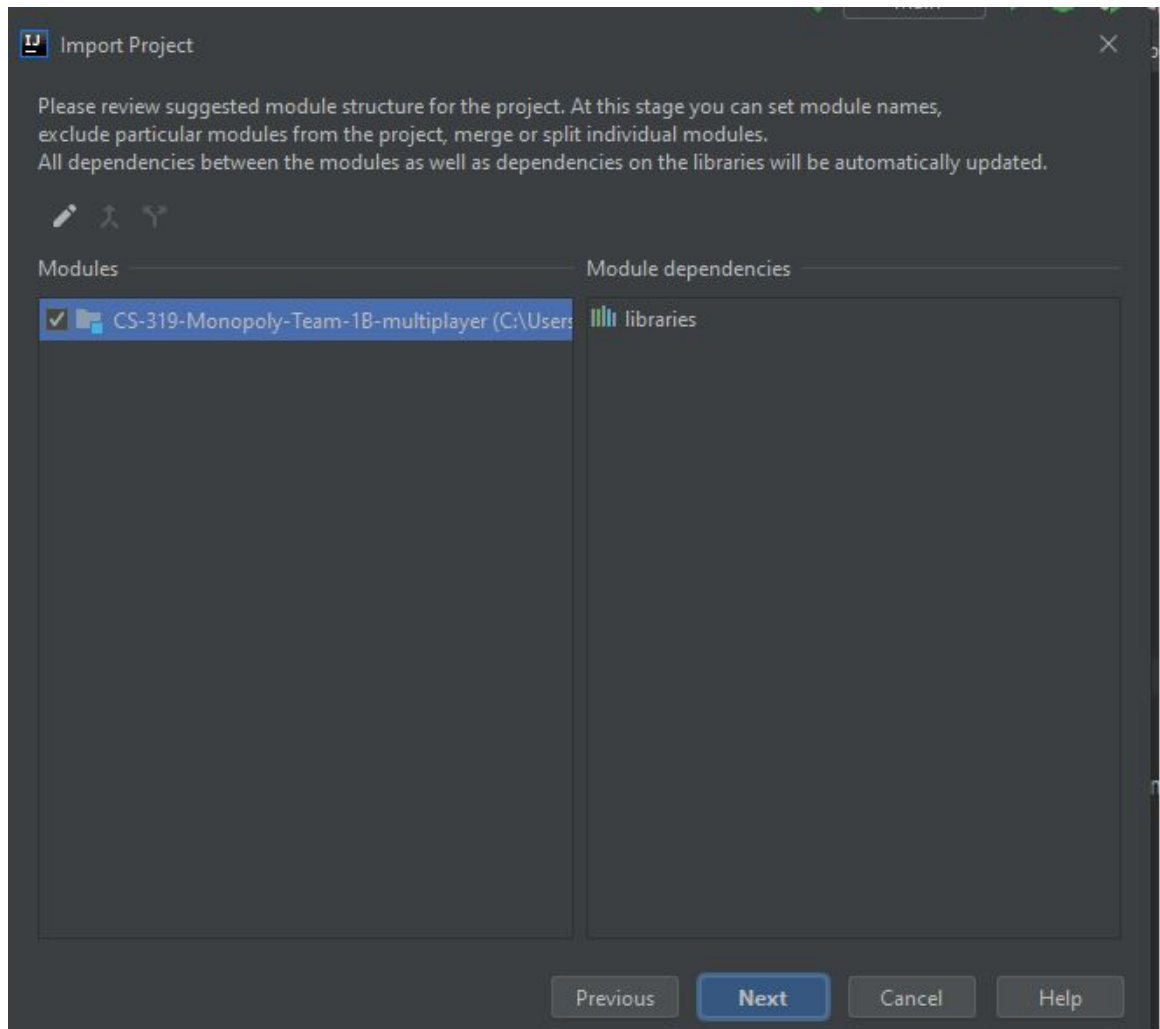 IJ Import Project
Please review suggested module structure for the project. At this stage you can set module names,
exclude particular modules from the project, merge or split individual modules.
All dependencies between the modules as well as dependencies on the libraries will be automatically updated.
Modules
Module dependencies
CS-319-Monopoly-Team-1B-multiplayer (C:\Users
libraries
Previous
Next
Cancel
Help